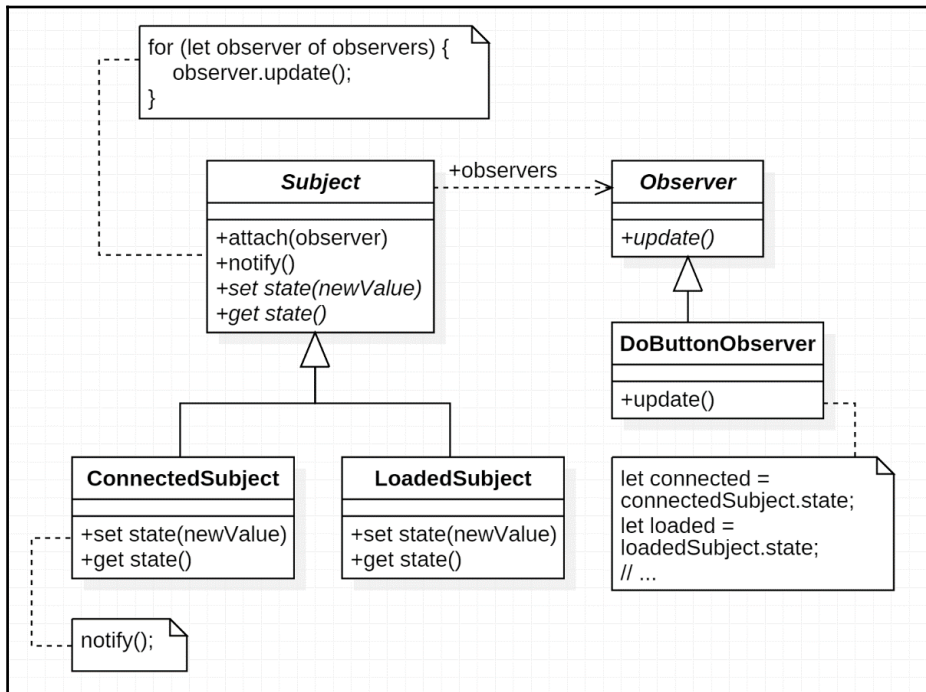 for (let observer of observers) {
observer.update();
}
Subject
+observers
Observer
+attach(observer)
+notify()
+set state(newValue)
+get state()
+update()
DoButtonObserver
+update()
ConnectedSubject
+set state(newValue)
+get state()
LoadedSubject
+set state(newValue)
+get state()
let connected =
connectedSubject.state;
let loaded =
loadedSubject.state;
// ...
notify();